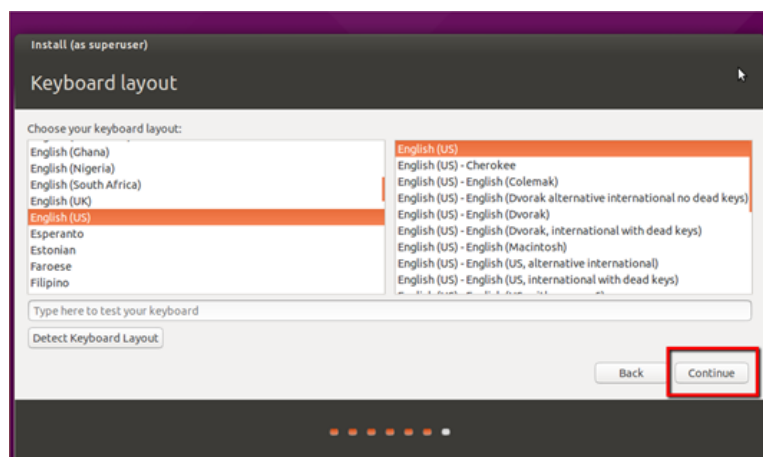 Install (as superuser)
Keyboard layout
Choose your keyboard layout:
English (Ghana)
English (Nigeria)
English (South Africa)
English (UK)
English (US)
Esperanto
Estonian
Faroese
Filipino
English (US)
English (US) - Cherokee
English (US) - English (Colemak)
English (US) - English (Dvorak alternative international no dead keys)
English (US) - English (Dvorak)
English (US) - English (Dvorak, international with dead keys)
English (US) - English (Macintosh)
English (US) - English (US, alternative international)
English (US) - English (US, international with dead keys)
Type here to test your keyboard
Detect Keyboard Layout
Back
Continue